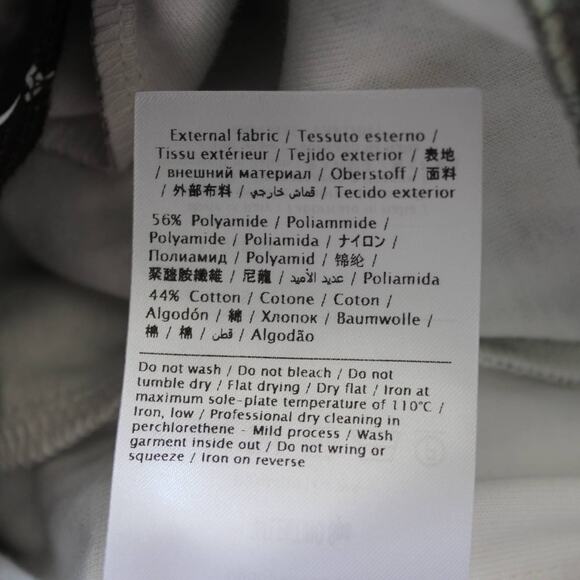 External fabric / Tessuto esterno /
Tissu extérieur / Tejido exterior / 表地
/ внешний материал / Oberstoff / 面料
/ 外部布料 / قماش خارجي / Tecido exterior
56% Polyamide / Poliammide /
Polyamide / Poliamida / ナイロン /
Полиамид / Polyamid / 锦纶 /
聚醯胺纖維 / 尼龍 / عديد الأميد / Poliamida
44% Cotton / Cotone / Coton /
Algodón / 綿 / Хлопок / Baumwolle /
棉 / 棉 / قطن / Algodão
Do not wash / Do not bleach / Do not
tumble dry / Flat drying / Dry flat / Iron at
maximum sole-plate temperature of 110°C /
Iron, low / Professional dry cleaning in
perchlorethene - Mild process / Wash
garment inside out / Do not wring or
squeeze / Iron on reverse